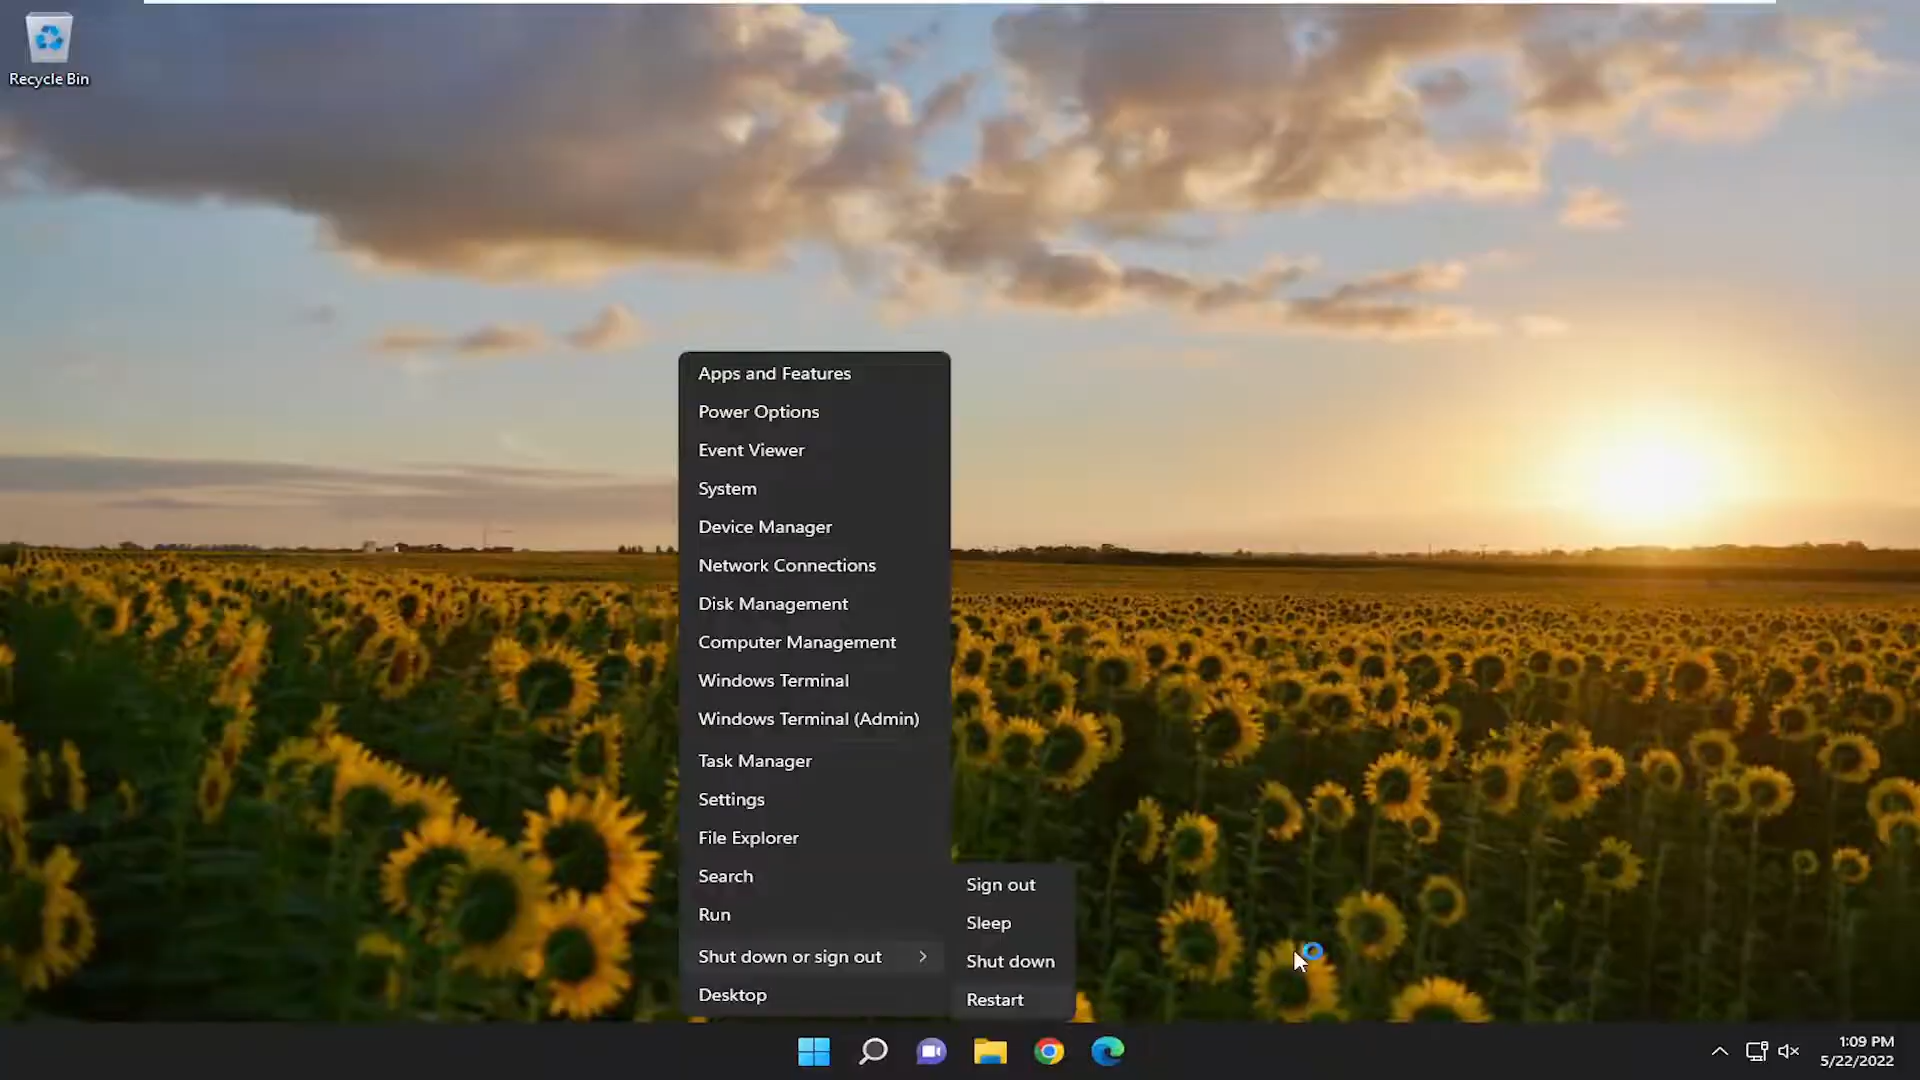 Recycle Bin
Apps and Features
Power Options
Event Viewer
System
Device Manager
Network Connections
Disk Management
Computer Management
Windows Terminal
Windows Terminal (Admin)
Task Manager
Settings
File Explorer
Search
Run
Shut down or sign out
Desktop
Sign out
Sleep
Shut down
Restart
1:09 PM
5/22/2022